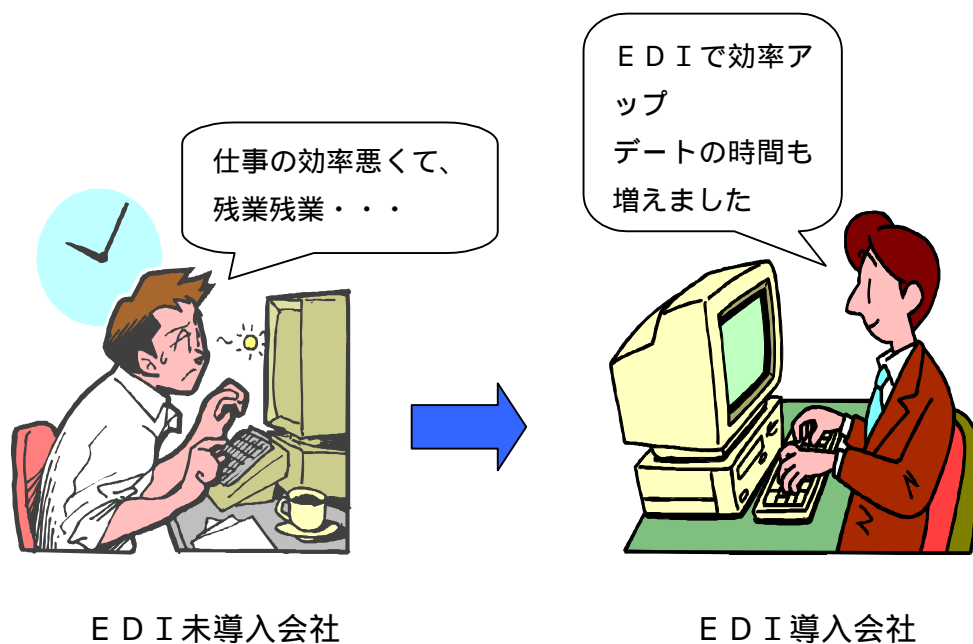 仕事の効率悪くて、
残業残業・・・
ＥＤＩで効率ア
ップ
デートの時間も
増えました
ＥＤＩ未導入会社
ＥＤＩ導入会社